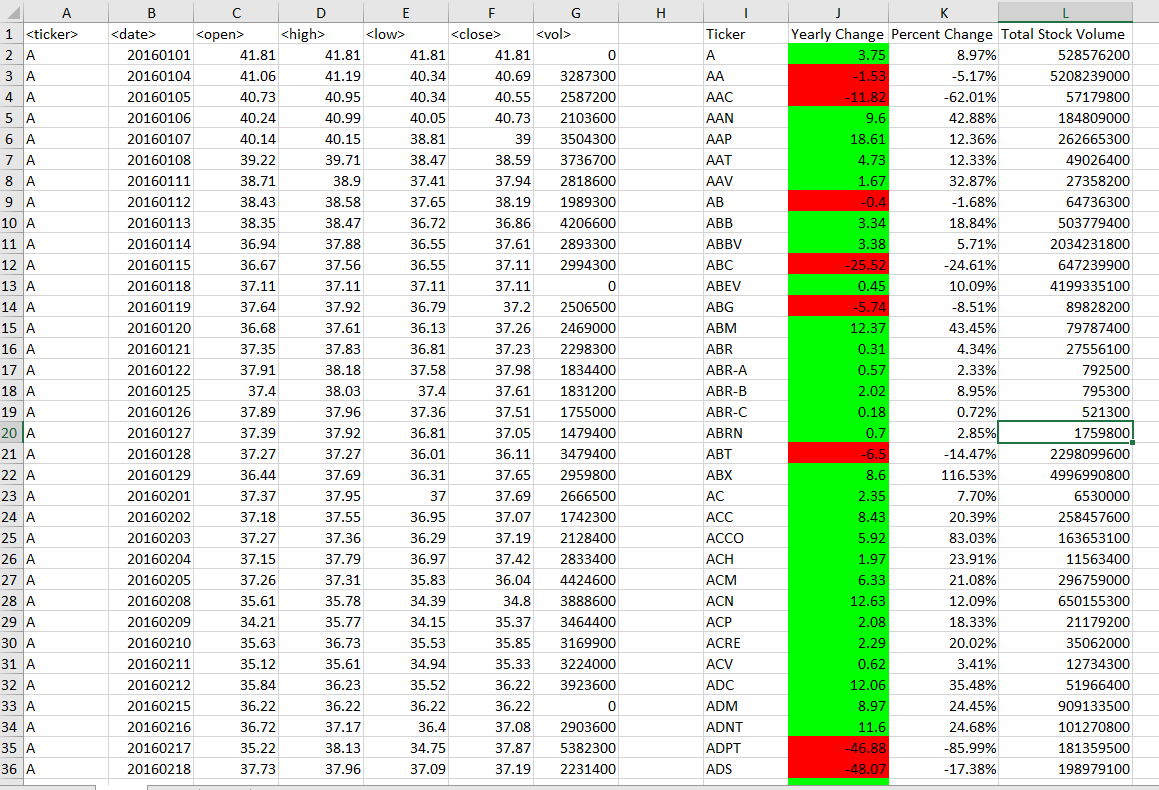 A B C D E F G H I J K L
1 <ticker> <date> <open> <high> <low> <close> <vol> Ticker Yearly Change Percent Change Total Stock Volume
2 A 20160101 41.81 41.81 41.81 41.81 0 A 3.75 8.97% 528576200
3 A 20160104 41.06 41.19 40.34 40.69 3287300 AA -1.53 -5.17% 5208239000
4 A 20160105 40.73 40.95 40.34 40.55 2587200 AAC -11.82 -62.01% 57179800
5 A 20160106 40.24 40.99 40.05 40.73 2103600 AAN 9.6 42.88% 184809000
6 A 20160107 40.14 40.15 38.81 39 3504300 AAP 18.61 12.36% 262665300
7 A 20160108 39.22 39.71 38.47 38.59 3736700 AAT 4.73 12.33% 49026400
8 A 20160111 38.71 38.9 37.41 37.94 2818600 AAV 1.67 32.87% 27358200
9 A 20160112 38.43 38.58 37.65 38.19 1989300 AB -0.4 -1.68% 64736300
10 A 20160113 38.35 38.47 36.72 36.86 4206600 ABB 3.34 18.84% 503779400
11 A 20160114 36.94 37.88 36.55 37.61 2893300 ABBV 3.38 5.71% 2034231800
12 A 20160115 36.67 37.56 36.55 37.11 2994300 ABC -25.52 -24.61% 647239900
13 A 20160118 37.11 37.11 37.11 37.11 0 ABEV 0.45 10.09% 4199335100
14 A 20160119 37.64 37.92 36.79 37.2 2506500 ABG -5.74 -8.51% 89828200
15 A 20160120 36.68 37.61 36.13 37.26 2469000 ABM 12.37 43.45% 79787400
16 A 20160121 37.35 37.83 36.81 37.23 2298300 ABR 0.31 4.34% 27556100
17 A 20160122 37.91 38.18 37.58 37.98 1834400 ABR-A 0.57 2.33% 792500
18 A 20160125 37.4 38.03 37.4 37.61 1831200 ABR-B 2.02 8.95% 795300
19 A 20160126 37.89 37.96 37.36 37.51 1755000 ABR-C 0.18 0.72% 521300
20 A 20160127 37.39 37.92 36.81 37.05 1479400 ABRN 0.7 2.85% 1759800
21 A 20160128 37.27 37.27 36.01 36.11 3479400 ABT -6.5 -14.47% 2298099600
22 A 20160129 36.44 37.69 36.31 37.65 2959800 ABX 8.6 116.53% 4996990800
23 A 20160201 37.37 37.95 37 37.69 2666500 AC 2.35 7.70% 6530000
24 A 20160202 37.18 37.55 36.95 37.07 1742300 ACC 8.43 20.39% 258457600
25 A 20160203 37.27 37.36 36.29 37.19 2128400 ACCO 5.92 83.03% 163653100
26 A 20160204 37.15 37.79 36.97 37.42 2833400 ACH 1.97 23.91% 11563400
27 A 20160205 37.26 37.31 35.83 36.04 4424600 ACM 6.33 21.08% 296759000
28 A 20160208 35.61 35.78 34.39 34.8 3888600 ACN 12.63 12.09% 650155300
29 A 20160209 34.21 35.77 34.15 35.37 3464400 ACP 2.08 18.33% 21179200
30 A 20160210 35.63 36.73 35.53 35.85 3169900 ACRE 2.29 20.02% 35062000
31 A 20160211 35.12 35.61 34.94 35.33 3224000 ACV 0.62 3.41% 12734300
32 A 20160212 35.84 36.23 35.52 36.22 3923600 ADC 12.06 35.48% 51966400
33 A 20160215 36.22 36.22 36.22 36.22 0 ADM 8.97 24.45% 909133500
34 A 20160216 36.72 37.17 36.4 37.08 2903600 ADNT 11.6 24.68% 101270800
35 A 20160217 35.22 38.13 34.75 37.87 5382300 ADPT -46.88 -85.99% 181359500
36 A 20160218 37.73 37.96 37.09 37.19 2231400 ADS -48.07 -17.38% 198979100